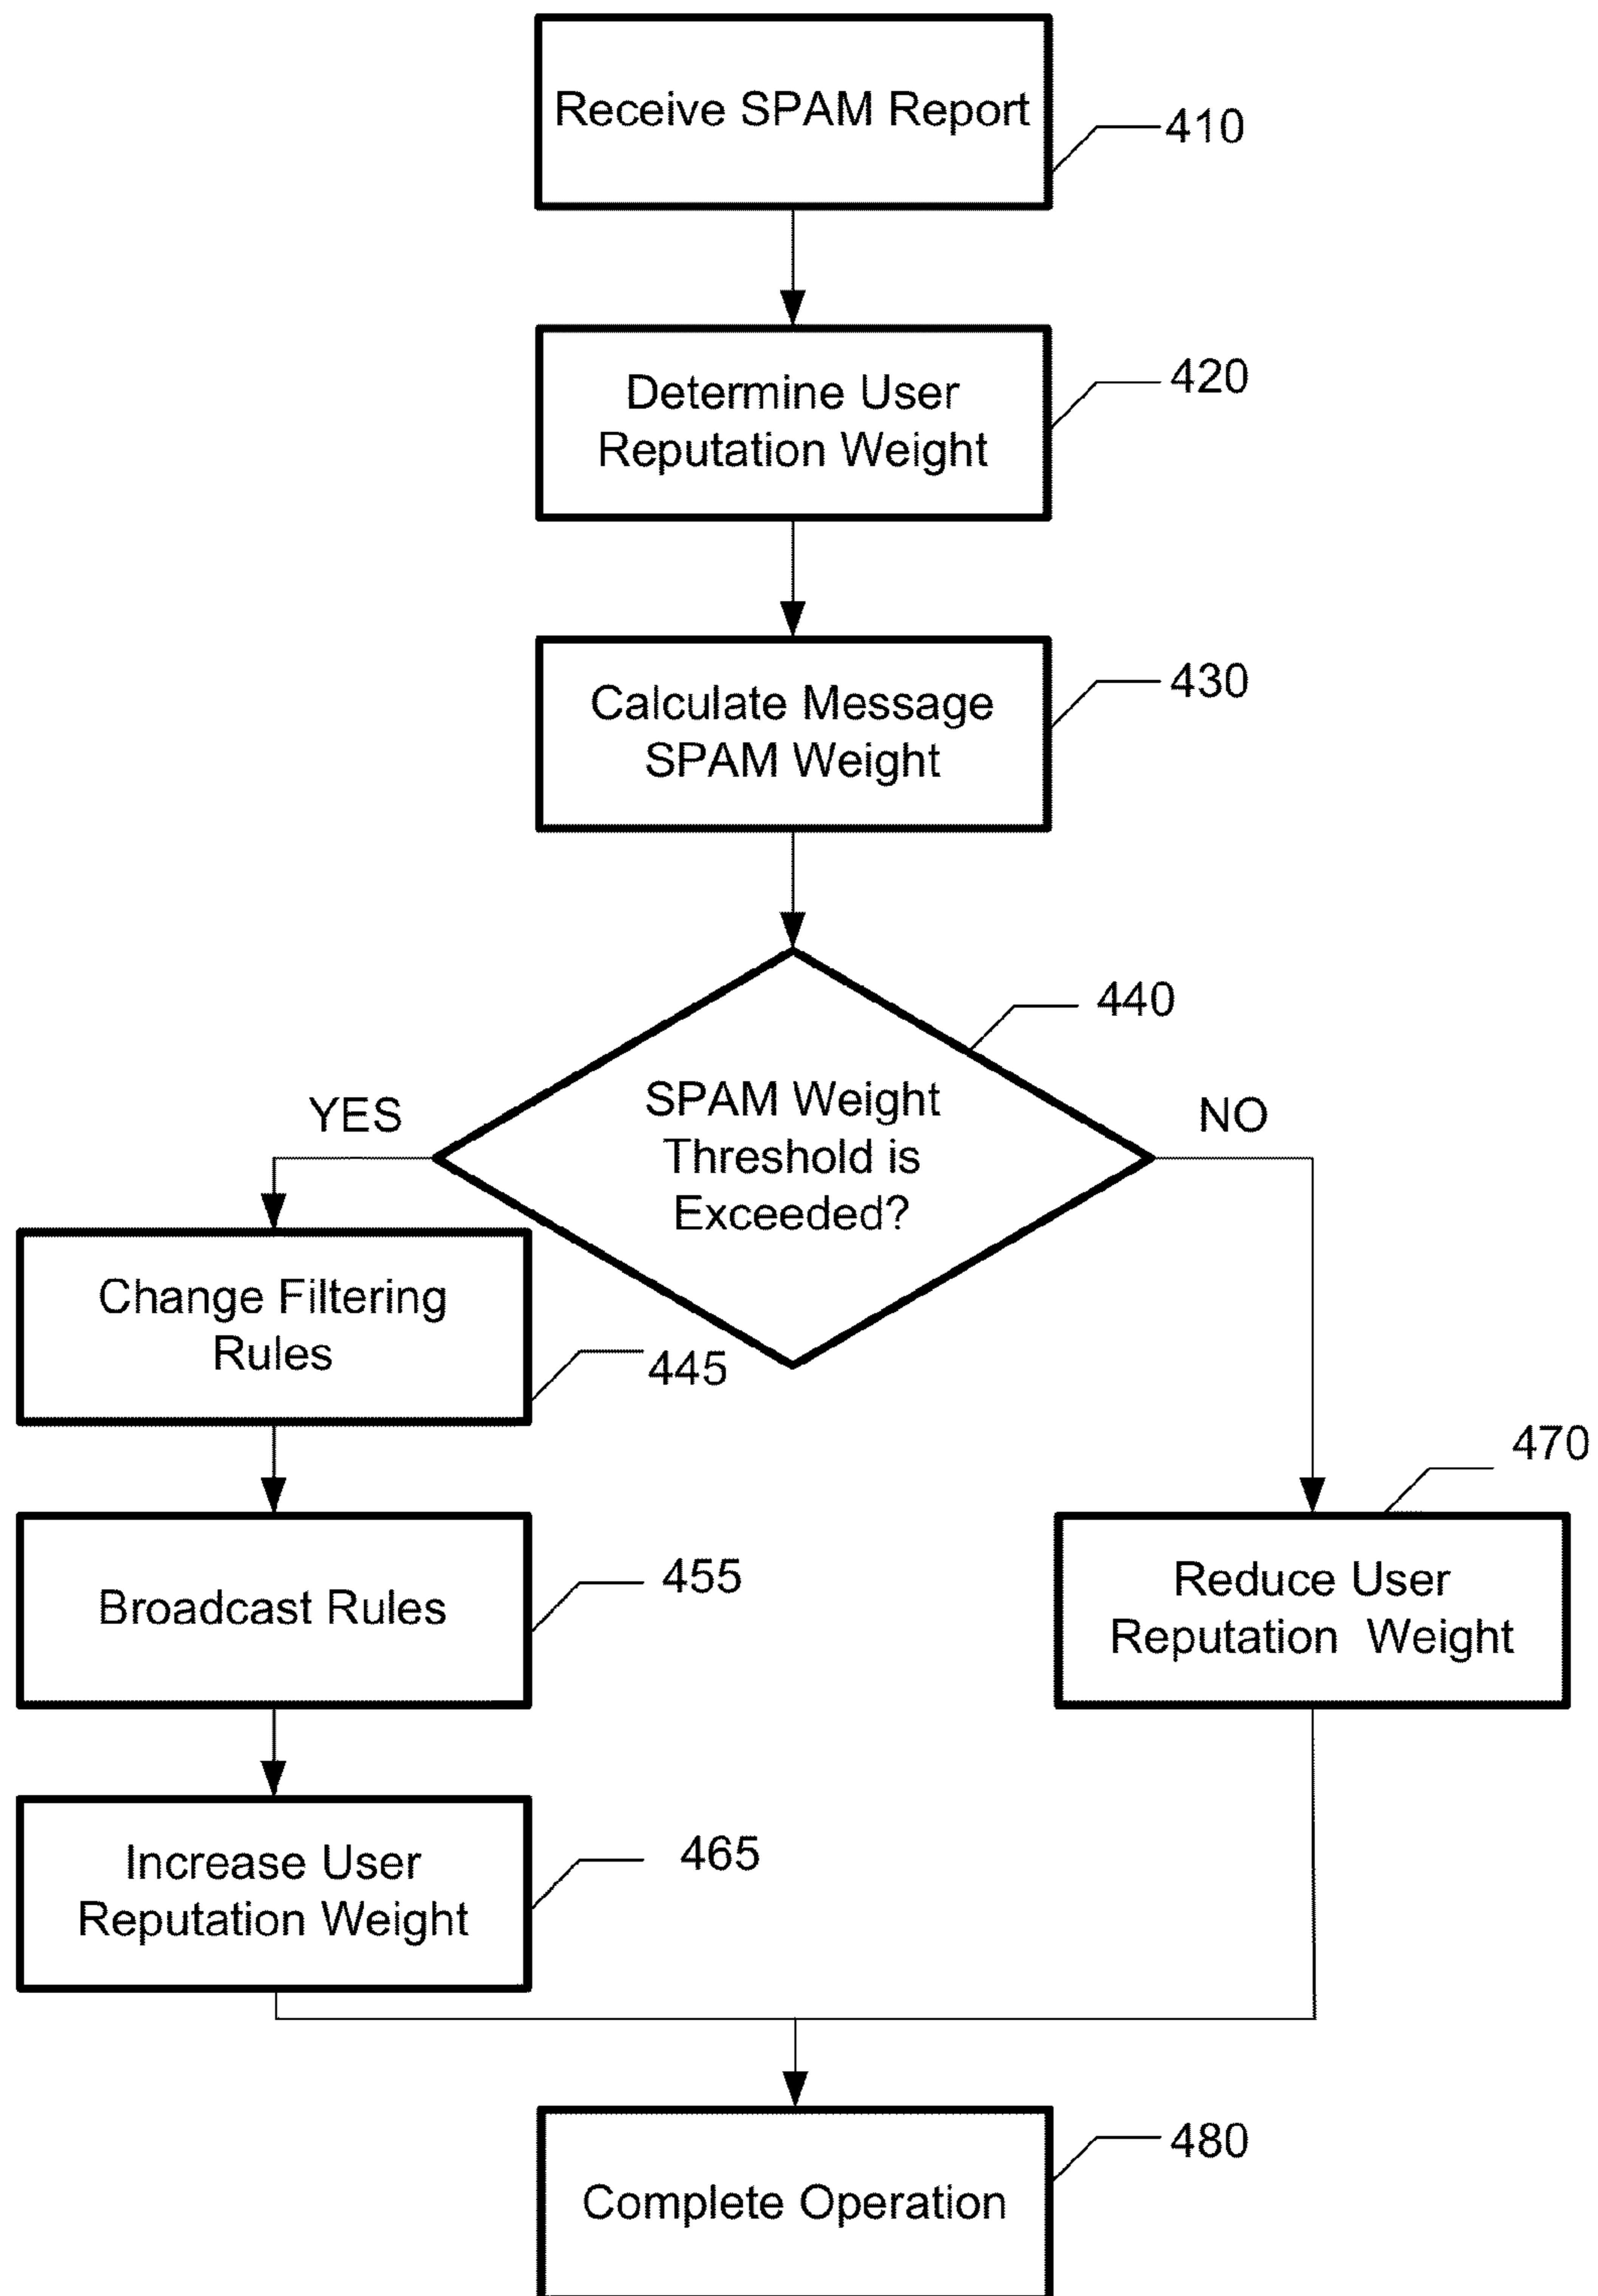 Receive SPAM Report
410
Determine User
Reputation Weight
420
Calculate Message
SPAM Weight
430
440
SPAM Weight
Threshold is
Exceeded?
YES
NO
Change Filtering
Rules
445
470
Broadcast Rules
455
Reduce User
Reputation Weight
Increase User
Reputation Weight
465
Complete Operation
480